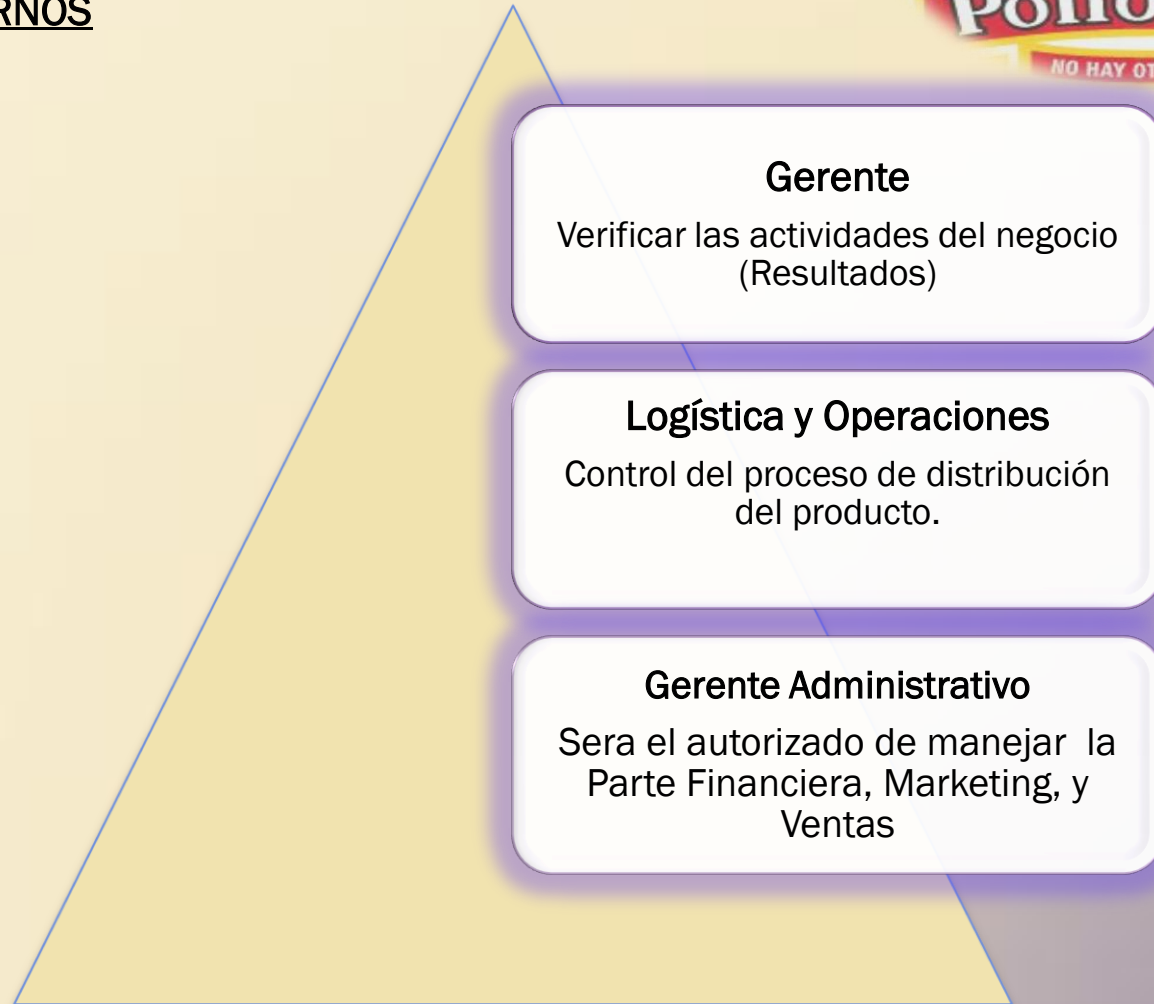 RNOS
NO HAY OT
Gerente
Verificar las actividades del negocio
(Resultados)
Logística y Operaciones
Control del proceso de distribución
del producto.
Gerente Administrativo
Sera el autorizado de manejar  la
Parte Financiera, Marketing, y
Ventas